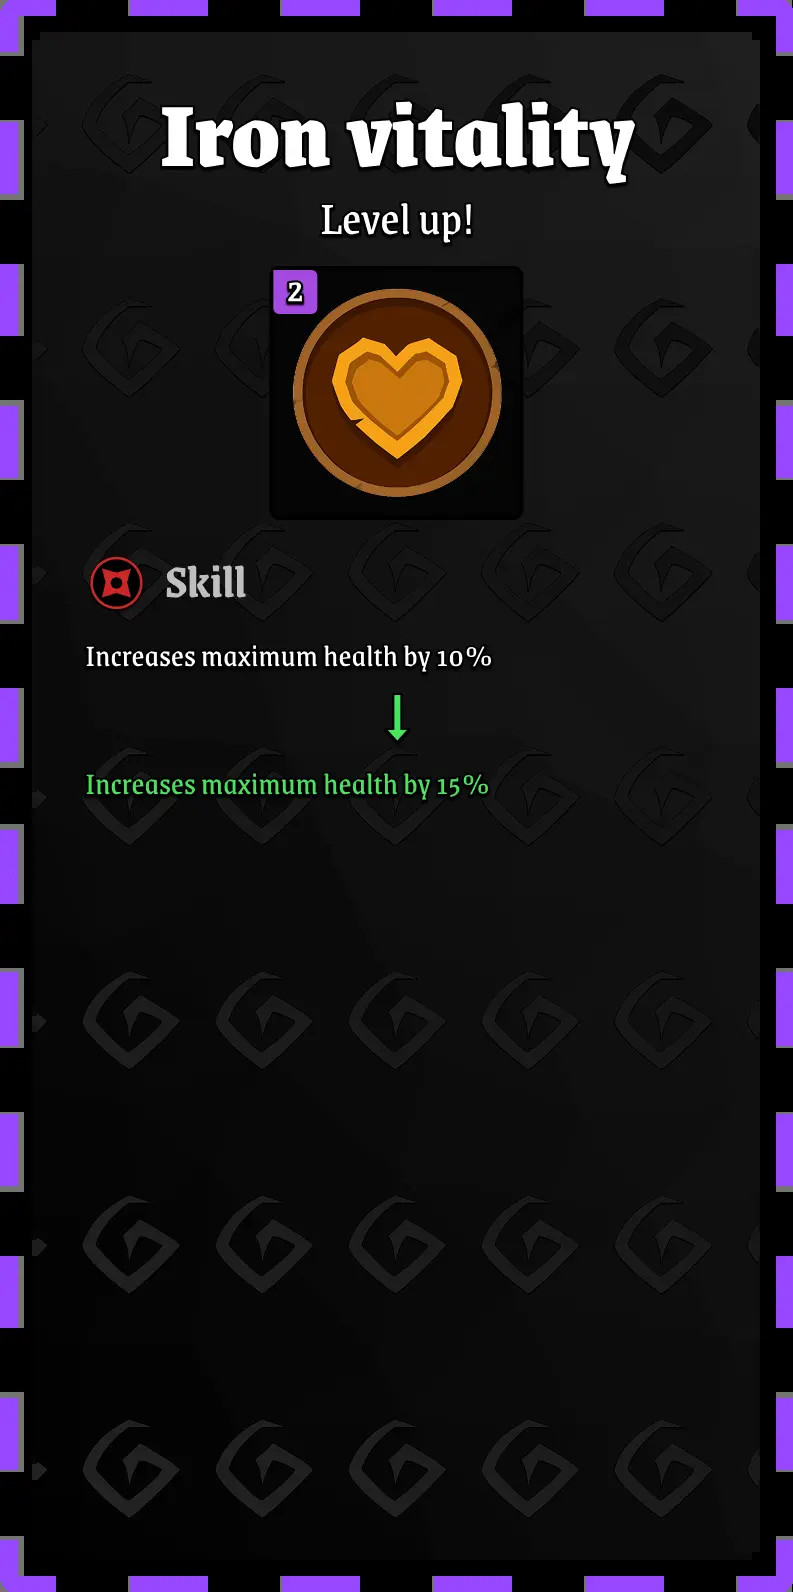 Iron vitality
Level up!
2
Skill
Increases maximum health by 10%
Increases maximum health by 15%